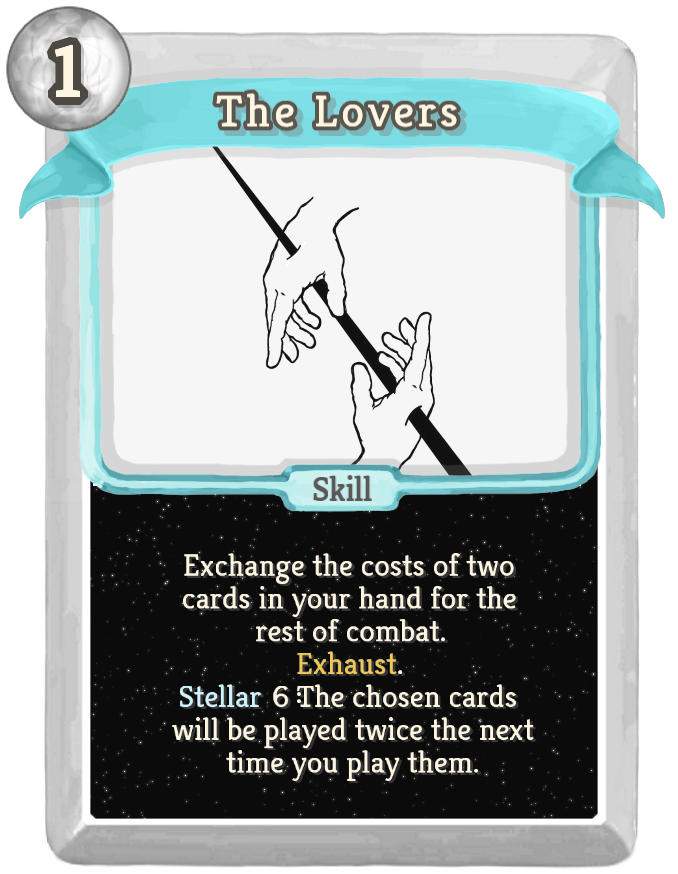 1
The Lovers
Skill
Exchange the costs of two
cards in your hand for the
rest of combat.
Exhaust.
Stellar 6 :The chosen cards
will be played twice the next
time you play them.